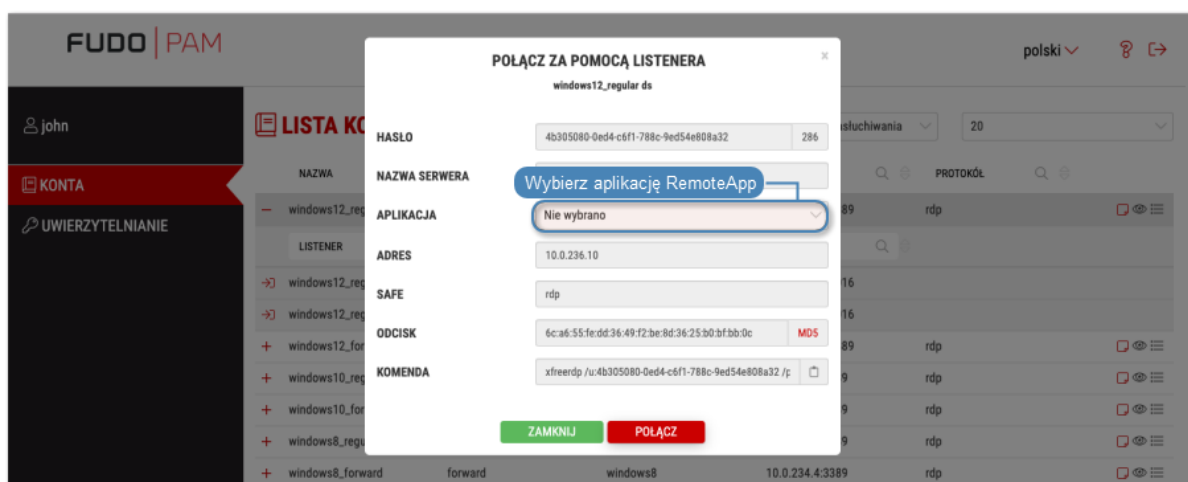 FUDO PAM
polski
john
KONTA
UWIERZYTELNIANIE
LISTA
NAZWA
PROTOKÓŁ
20
windows12_reg
89
rdp
LISTENER
windows12_reg
16
windows12_reg
16
windows12_for
89
rdp
windows10_reg
9
rdp
windows10_for
9
rdp
windows8_regu
9
rdp
windows8_forward forward windows8 10.0.234.4:3389 rdp
POŁĄCZ ZA POMOCĄ LISTENERA
×
windows12_regular ds
HASŁO
4b305080-0ed4-c6f1-788c-9ed54e808a32
286
NAZWA SERWERA
Wybierz aplikację RemoteApp
APLIKACJA
Nie wybrano
ADRES
10.0.236.10
SAFE
rdp
ODCISK
6c:a6:55:fe:dd:36:49:f2:be:8d:36:25:b0:bf:bb:0c
MD5
KOMENDA
xfreerdp /u:4b305080-0ed4-c6f1-788c-9ed54e808a32 /p
ZAMKNIJ
POŁĄCZ